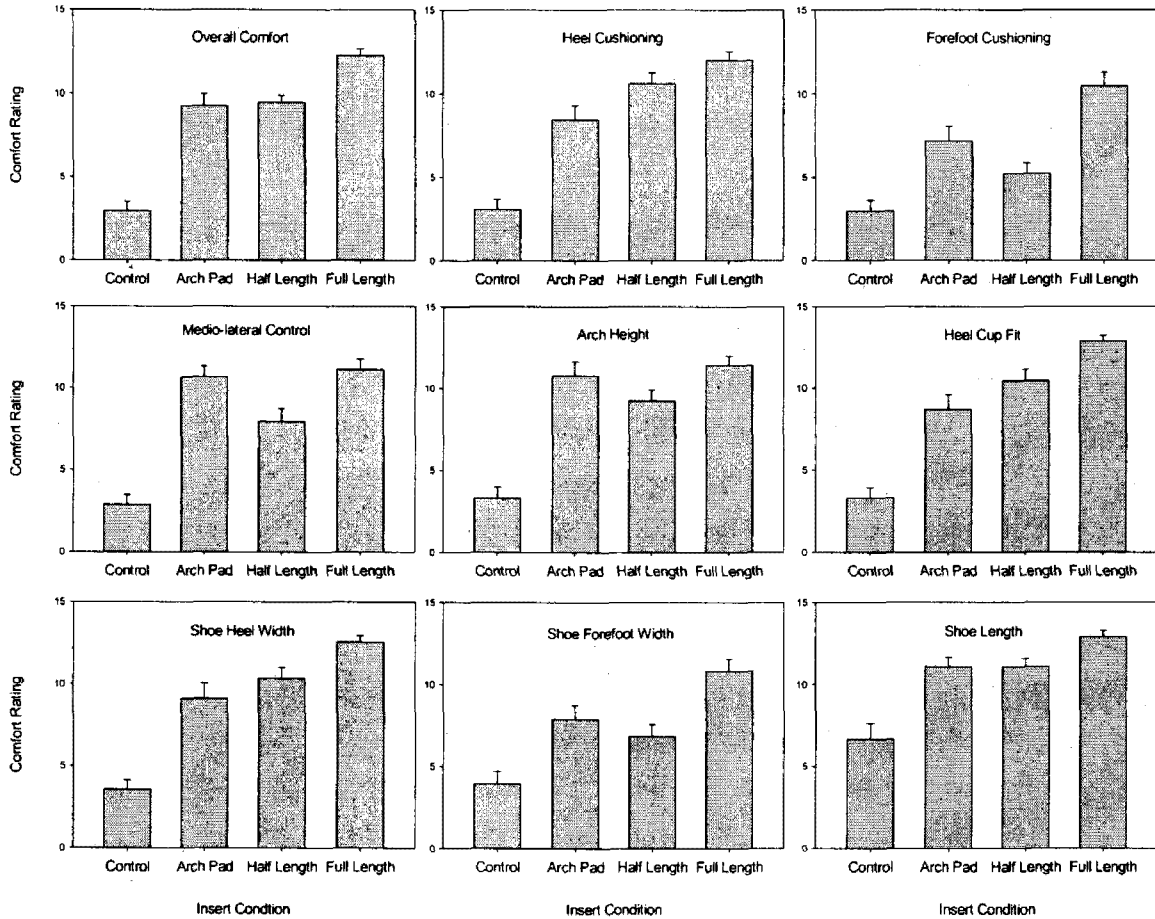 Overall Comfort
Comfort Rating
15
10
5
0
Control Arch Pad Half Length Full Length
Heel Cushioning
15
10
5
0
Control Arch Pad Half Length Full Length
Forefoot Cushioning
15
10
5
0
Control Arch Pad Half Length Full Length
Medio-lateral Control
Comfort Rating
15
10
5
0
Control Arch Pad Half Length Full Length
Arch Height
15
10
5
0
Control Arch Pad Half Length Full Length
Heel Cup Fit
15
10
5
0
Control Arch Pad Half Length Full Length
Shoe Heel Width
Comfort Rating
15
10
5
0
Control Arch Pad Half Length Full Length
Insert Condtion
Shoe Forefoot Width
15
10
5
0
Control Arch Pad Half Length Full Length
Insert Condition
Shoe Length
15
10
5
0
Control Arch Pad Half Length Full Length
Insert Condition